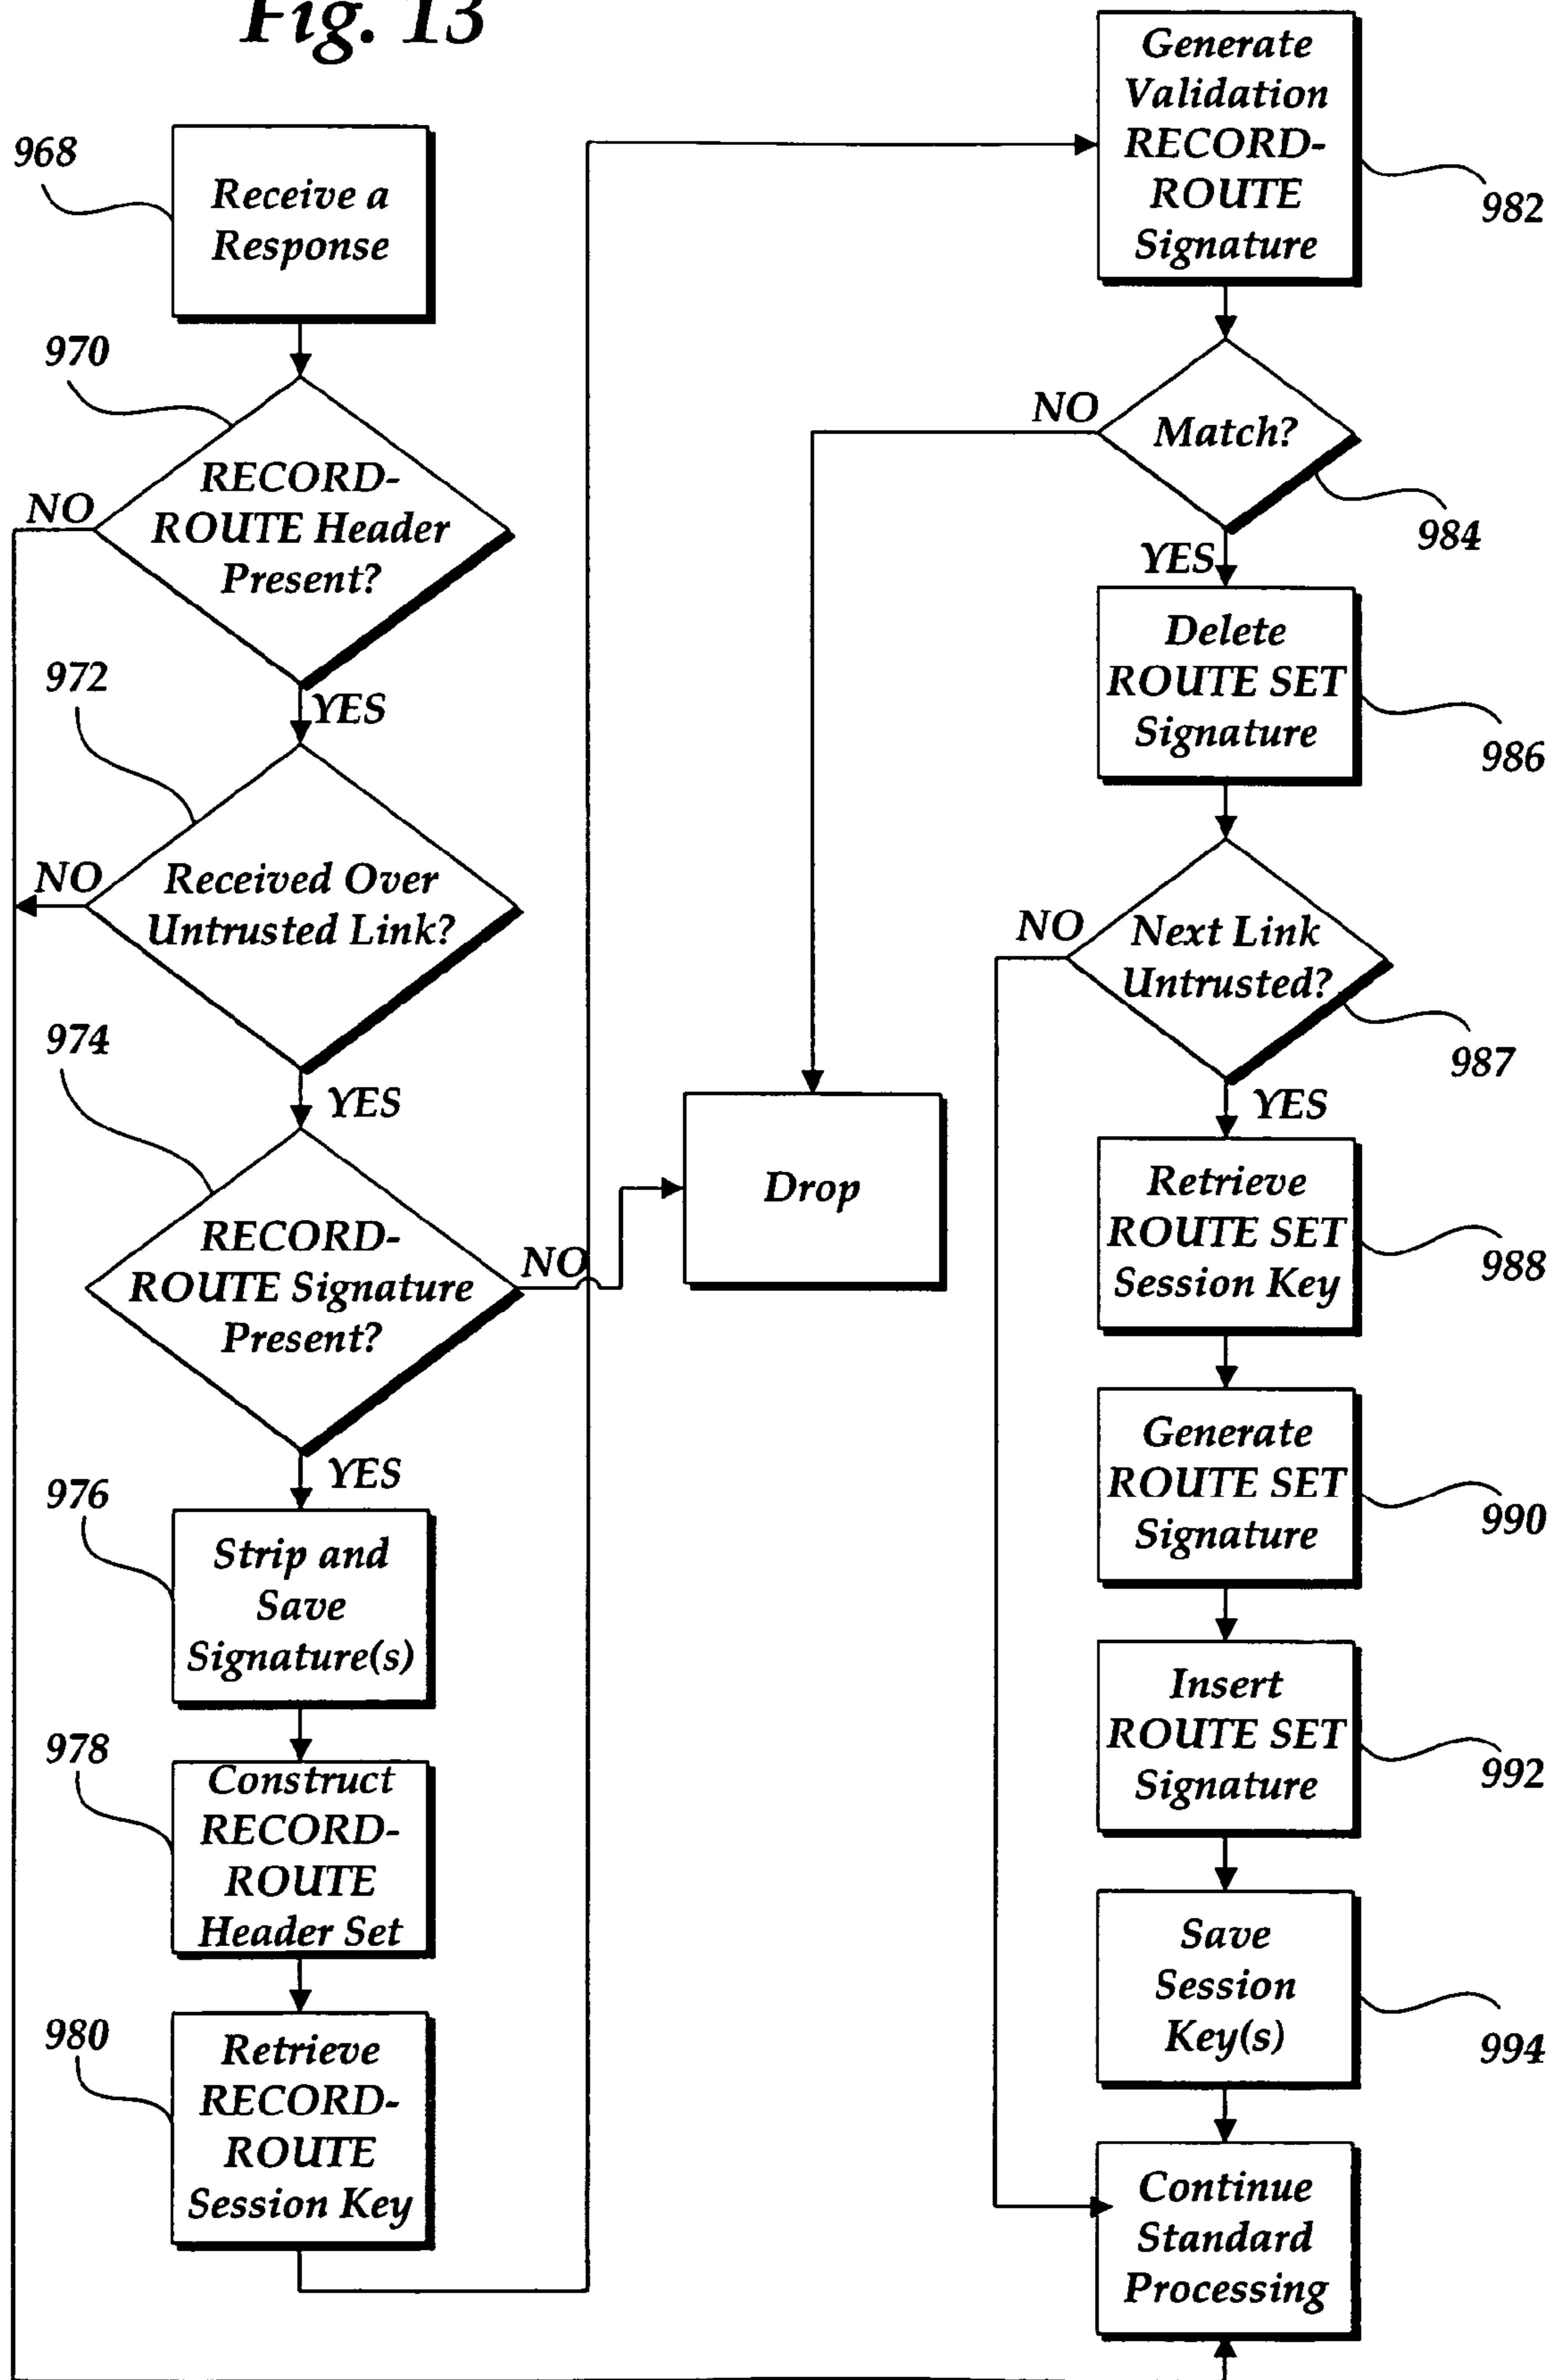 Fig. 13
968
Receive a
Response
970
RECORD-
ROUTE Header
Present?
NO
YES
972
Received Over
Untrusted Link?
NO
YES
974
RECORD-
ROUTE Signature
Present?
NO
YES
976
Strip and
Save
Signature(s)
978
Construct
RECORD-
ROUTE
Header Set
980
Retrieve
RECORD-
ROUTE
Session Key
Drop
Generate
Validation
RECORD-
ROUTE
Signature
982
Match?
NO
984
YES
Delete
ROUTE SET
Signature
986
Next Link
Untrusted?
NO
987
YES
Retrieve
ROUTE SET
Session Key
988
Generate
ROUTE SET
Signature
990
Insert
ROUTE SET
Signature
992
Save
Session
Key(s)
994
Continue
Standard
Processing